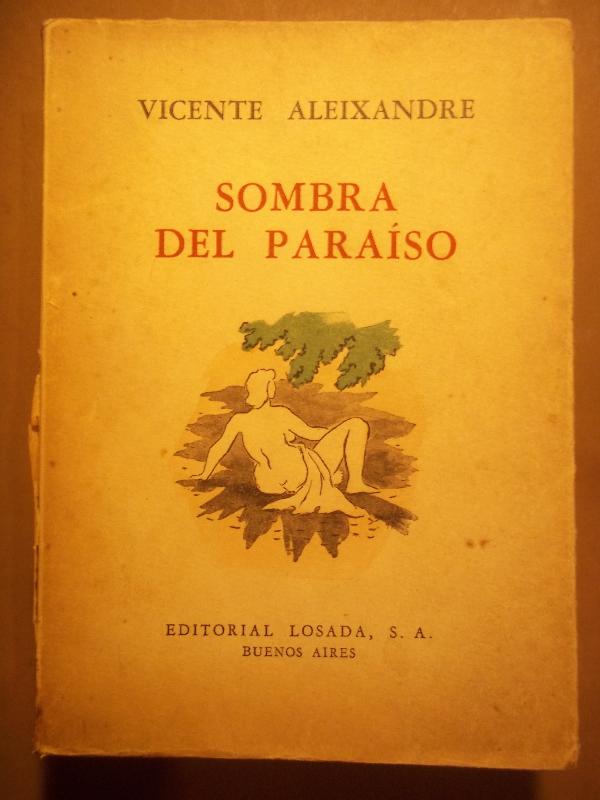 VICENTE ALEIXANDRE
SOMBRA
DEL PARAÍSO
EDITORIAL LOSADA, S. A.
BUENOS AIRES